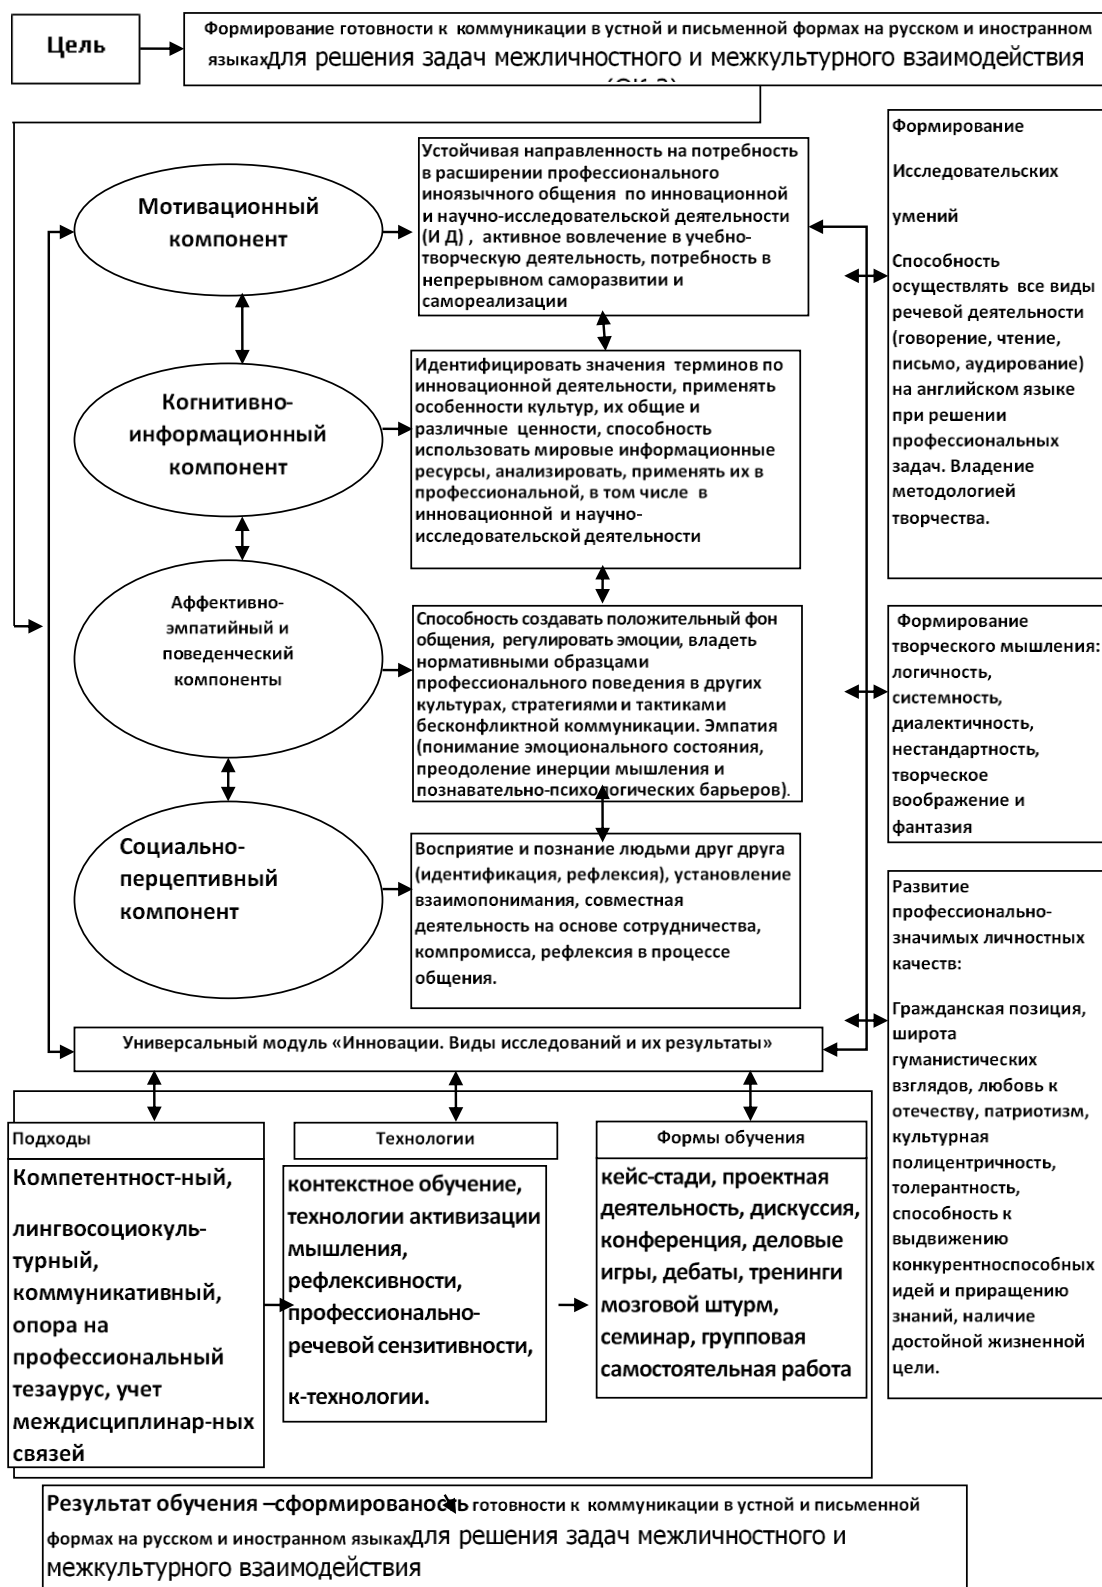 Цель
Формирование готовности к коммуникации в устной и письменной формах на русском и иностранном
языкахдля решения задач межличностного и межкультурного взаимодействия
Мотивационный
компонент
Устойчивая направленность на потребность
в расширении профессионального
иноязычного общения по инновационной
и научно-исследовательской деятельности
(И Д) , активное вовлечение в учебно-
творческую деятельность, потребность в
непрерывном саморазвитии и
самореализации
Когнитивно-
информационный
компонент
Идентифицировать значения терминов по
инновационной деятельности, применять
особенности культур, их общие и
различные ценности, способность
использовать мировые информационные
ресурсы, анализировать, применять их в
профессиональной, в том числе в
инновационной и научно-
исследовательской деятельности
Аффективно-
эмпатийный и
поведенческий
компоненты
Способность создавать положительный фон
общения, регулировать эмоции, владеть
нормативными образцами
профессионального поведения в других
культурах, стратегиями и тактиками
бесконфликтной коммуникации. Эмпатия
(понимание эмоционального состояния,
преодоление инерции мышления и
познавательно-психологических барьеров).
Социально-
перцептивный
компонент
Восприятие и познание людьми друг друга
(идентификация, рефлексия), установление
взаимопонимания, совместная
деятельность на основе сотрудничества,
компромисса, рефлексия в процессе
общения.
Формирование
Исследовательских
умений
Способность
осуществлять все виды
речевой деятельности
(говорение, чтение,
письмо, аудирование)
на английском языке
при решении
профессиональных
задач. Владение
методологией
творчества.
Формирование
творческого мышления:
логичность,
системность,
диалектичность,
нестандартность,
творческое
воображение и
фантазия
Развитие
профессионально-
значимых личностных
качеств:
Гражданская позиция,
широта
гуманистических
взглядов, любовь к
отечеству, патриотизм,
культурная
полицентричность,
толерантность,
способность к
выдвижению
конкурентноспособных
идей и приращению
знаний, наличие
достойной жизненной
цели.
Универсальный модуль «Инновации. Виды исследований и их результаты»
Подходы
Компетентност-ный,
лингвосоциокуль-
турный,
коммуникативный,
опора на
профессиональный
тезаурус, учет
междисциплинар-ных
связей
Технологии
контекстное обучение,
технологии активизации
мышления,
рефлексивности,
профессионально-
речевой сензитивности,
к-технологии.
Формы обучения
кейс-стади, проектная
деятельность, дискуссия,
конференция, деловые
игры, дебаты, тренинги
мозговой штурм,
семинар, групповая
самостоятельная работа
Результат обучения –сформированость готовности к коммуникации в устной и письменной
формах на русском и иностранном языкахдля решения задач межличностного и
межкультурного взаимодействия